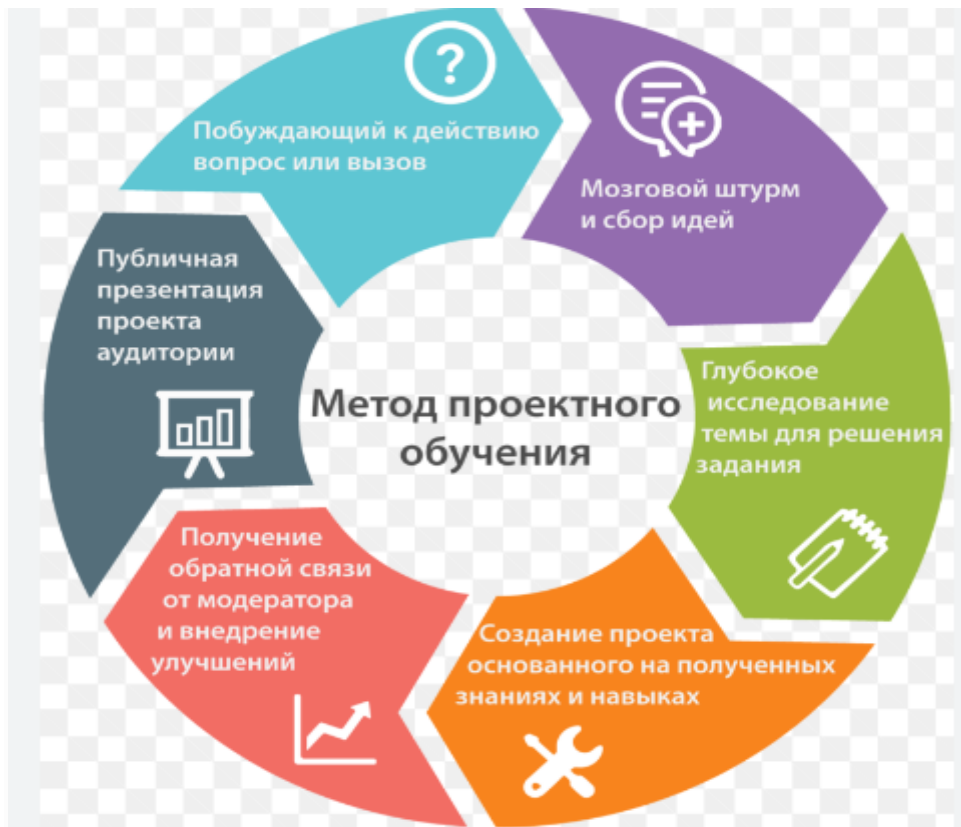 ?
Побуждающий к действию
вопрос или вызов
Мозговой штурм
и сбор идей
Глубокое
исследование
темы для решения
задания
Создание проекта
основанного на полученных
знаниях и навыках
Получение
обратной связи
от модератора
и внедрение
улучшений
Публичная
презентация
проекта
аудитории
Метод проектного
обучения